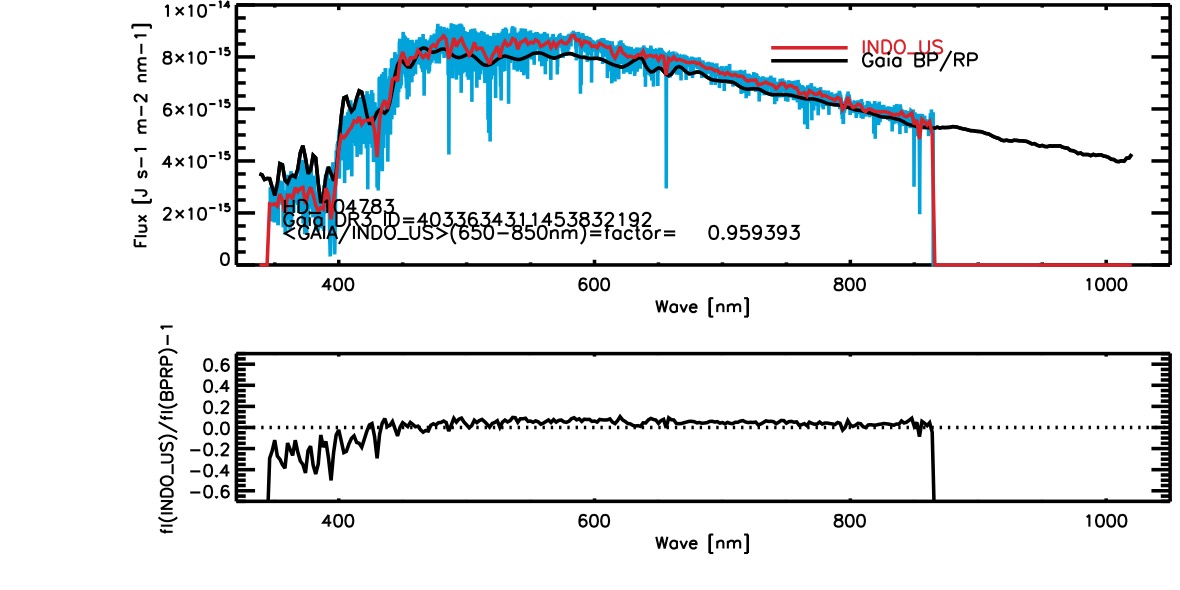 1×10−14
8×10−15
6×10−15
4×10−15
2×10−15
0
Flux [J s−1 m−2 nm−1]
INDO_US
Gaia BP/RP
HD_104783
Gaia DR3 ID=4033634311453832192
<GAIA/INDO_US>(650−850nm)=factor= 0.959393
400 600 800 1000
Wave [nm]
0.6
0.4
0.2
0.0
−0.2
−0.4
−0.6
fl(INDO_US)/fl(BPRP)−1
400 600 800 1000
Wave [nm]